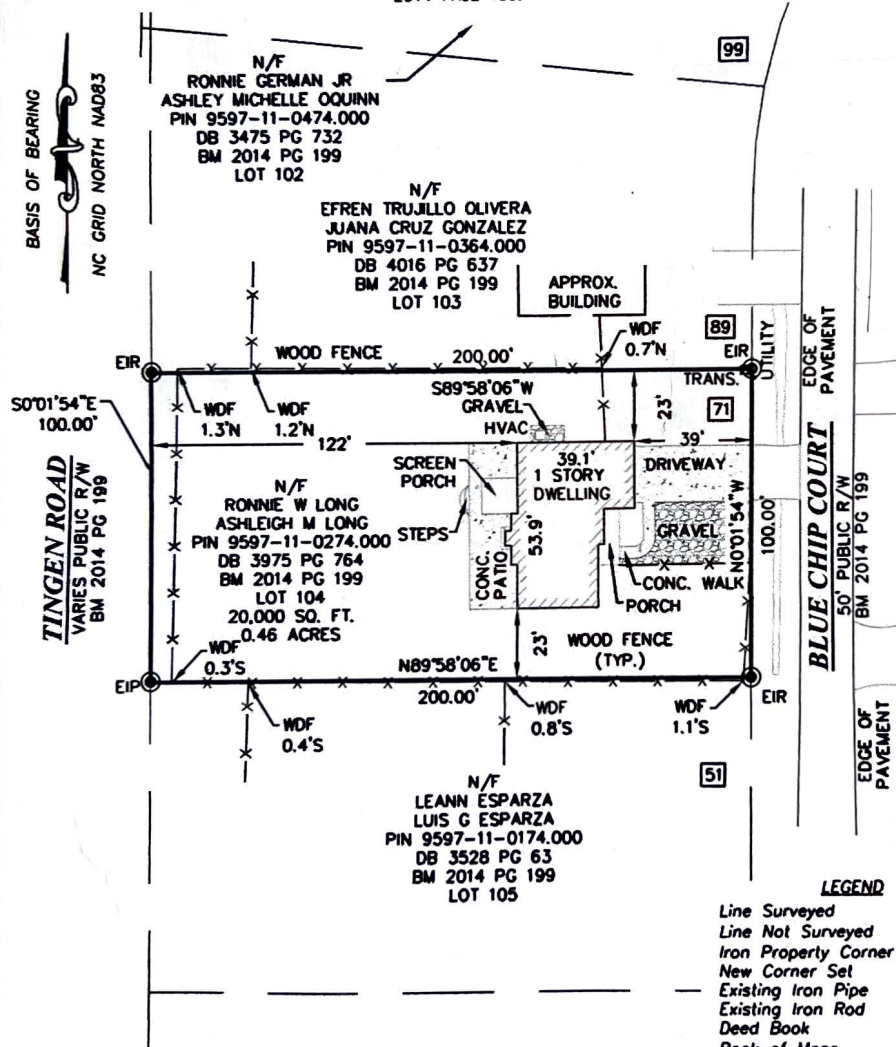 99
BASIS OF BEARING
NC GRID NORTH NAD83
N/F
RONNIE GERMAN JR
ASHLEY MICHELLE OQUINN
PIN 9597-11-0474.000
DB 3475 PG 732
BM 2014 PG 199
LOT 102
N/F
EFREN TRUJILLO OLIVERA
JUANA CRUZ GONZALEZ
PIN 9597-11-0364.000
DB 4016 PG 637
BM 2014 PG 199
LOT 103
APPROX.
BUILDING
WDF
0.7'N
89
UTILITY
EDGE OF
PAVEMENT
EIR
WOOD FENCE
200.00'
EIR
TRANS.
S89°58'06"W
71
S0°01'54"E
100.00'
WDF
1.3'N
WDF
1.2'N
GRAVEL
HVAC
23'
122'
39'
SCREEN
PORCH
39.1'
1 STORY
DWELLING
DRIVEWAY
N/F
RONNIE W LONG
ASHLEIGH M LONG
PIN 9597-11-0274.000
DB 3975 PG 764
BM 2014 PG 199
LOT 104
20,000 SQ. FT.
0.46 ACRES
STEPS
53.9'
GRAVEL
N0°01'54"W
100.00'
CONC.
PATIO
CONC. WALK
PORCH
TINGEN ROAD
VARIES PUBLIC R/W
BM 2014 PG 199
BLUE CHIP COURT
50' PUBLIC R/W
BM 2014 PG 199
WDF
0.3'S
23'
WOOD FENCE
(TYP.)
N89°58'06"E
200.00'
EIP
EIR
WDF
0.4'S
WDF
0.8'S
WDF
1.1'S
EDGE OF
PAVEMENT
51
N/F
LEANN ESPARZA
LUIS G ESPARZA
PIN 9597-11-0174.000
DB 3528 PG 63
BM 2014 PG 199
LOT 105
LEGEND
Line Surveyed
Line Not Surveyed
Iron Property Corner
New Corner Set
Existing Iron Pipe
Existing Iron Rod
Deed Book